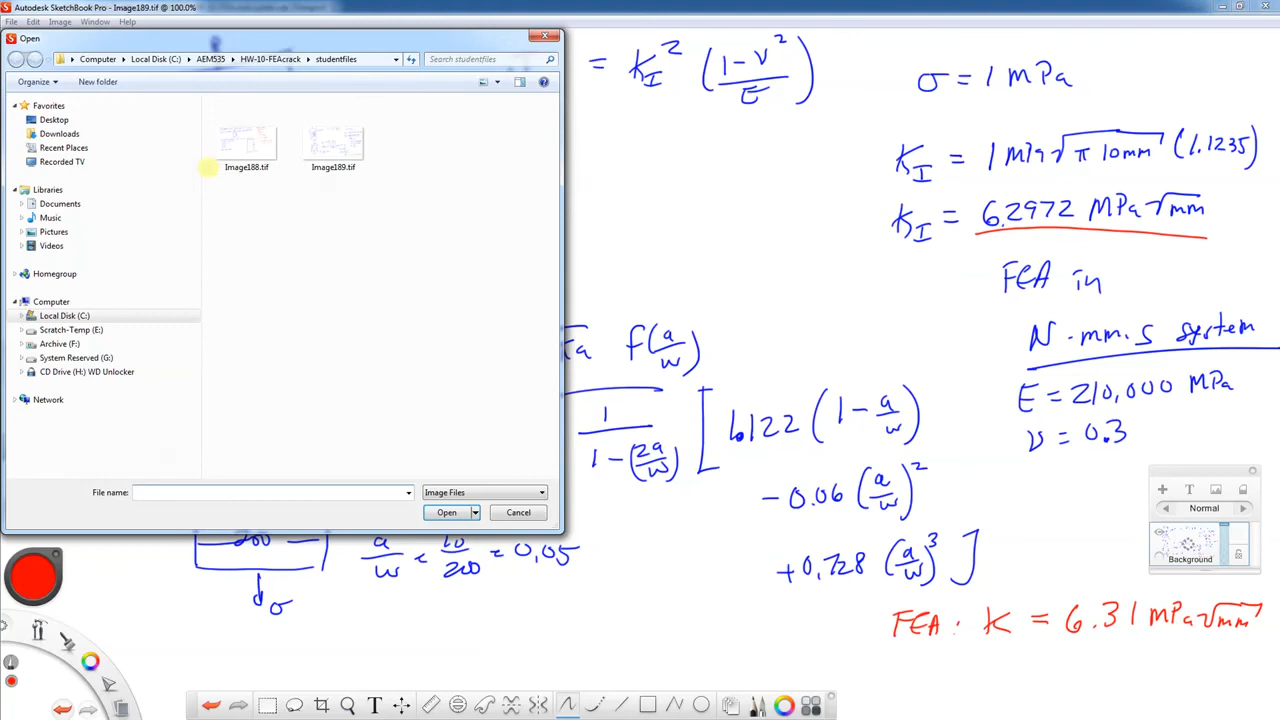 Autodesk SketchBook Pro - Image189.tif @ 100.0%
File Edit Image Window Help
Open
Computer Local Disk (C:) AEM535 HW-10-FEAcrack studentfiles
Search studentfiles
Organize New folder
Favorites
Desktop
Downloads
Recent Places
Recorded TV
Libraries
Documents
Music
Pictures
Videos
Homegroup
Computer
Local Disk (C:)
Scratch-Temp (E:)
Archive (F:)
System Reserved (G:)
CD Drive (H:) WD Unlocker
Network
Image188.tif
Image189.tif
File name:
Image Files
Open
Cancel
= K_I^2 (1-ν^2 / E)
σ = 1 MPa
K_I = 1 MPa √π 10mm (1.1235)
K_I = 6.2972 MPa √mm
FEA in
N-mm-s system
E = 210,000 MPa
ν = 0.3
a f(a/w)
1 / 1-(2a/w) [1.122 (1 - a/w)
- 0.06 (a/w)^2
+0.728 (a/w)^3 ]
200
a/w = 10/200 = 0.05
σ
FEA: K = 6.31 MPa√mm
Normal
Background
T
T